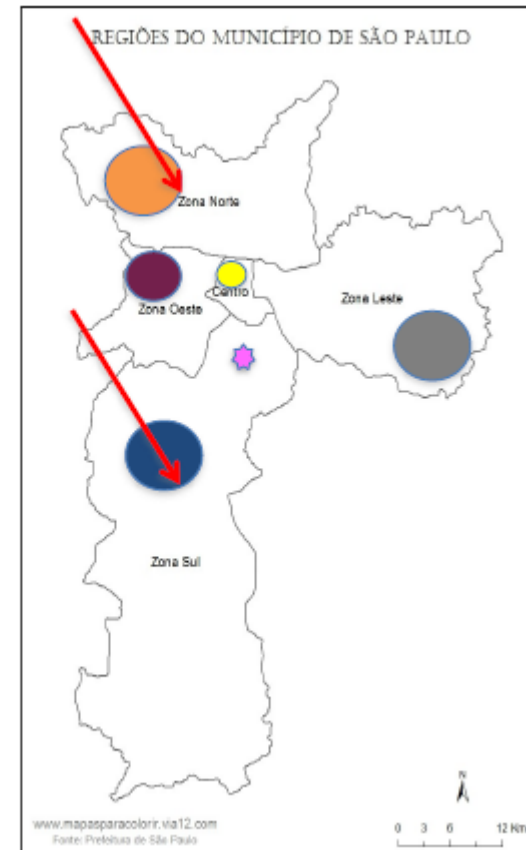 REGIÕES DO MUNICÍPIO DE SÃO PAULO
Zona Norte
Centro
Zona Oeste
Zona Leste
Zona Sul
N
www.mapasparacolorir.via12.com
Fonte: Prefeitura de São Paulo
0 3 6 12 Km